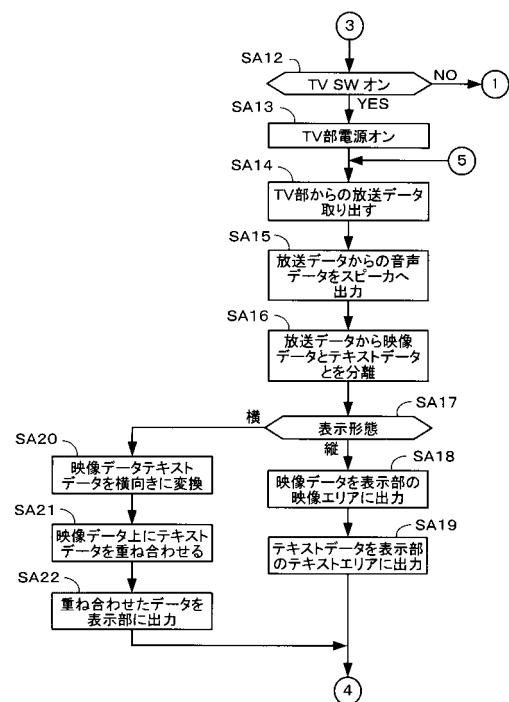 3
SA12
TV SW オン
NO
1
YES
SA13
TV部電源オン
5
SA14
TV部からの放送データ
取り出す
SA15
放送データからの音声
データをスピーカへ
出力
SA16
放送データから映像
データとテキストデータ
とを分離
SA17
表示形態
横
縦
SA20
映像データテキスト
データを横向きに変換
SA18
映像データを表示部の
映像エリアに出力
SA21
映像データ上にテキスト
データを重ね合わせる
SA19
テキストデータを表示部
のテキストエリアに出力
SA22
重ね合わせたデータを
表示部に出力
4